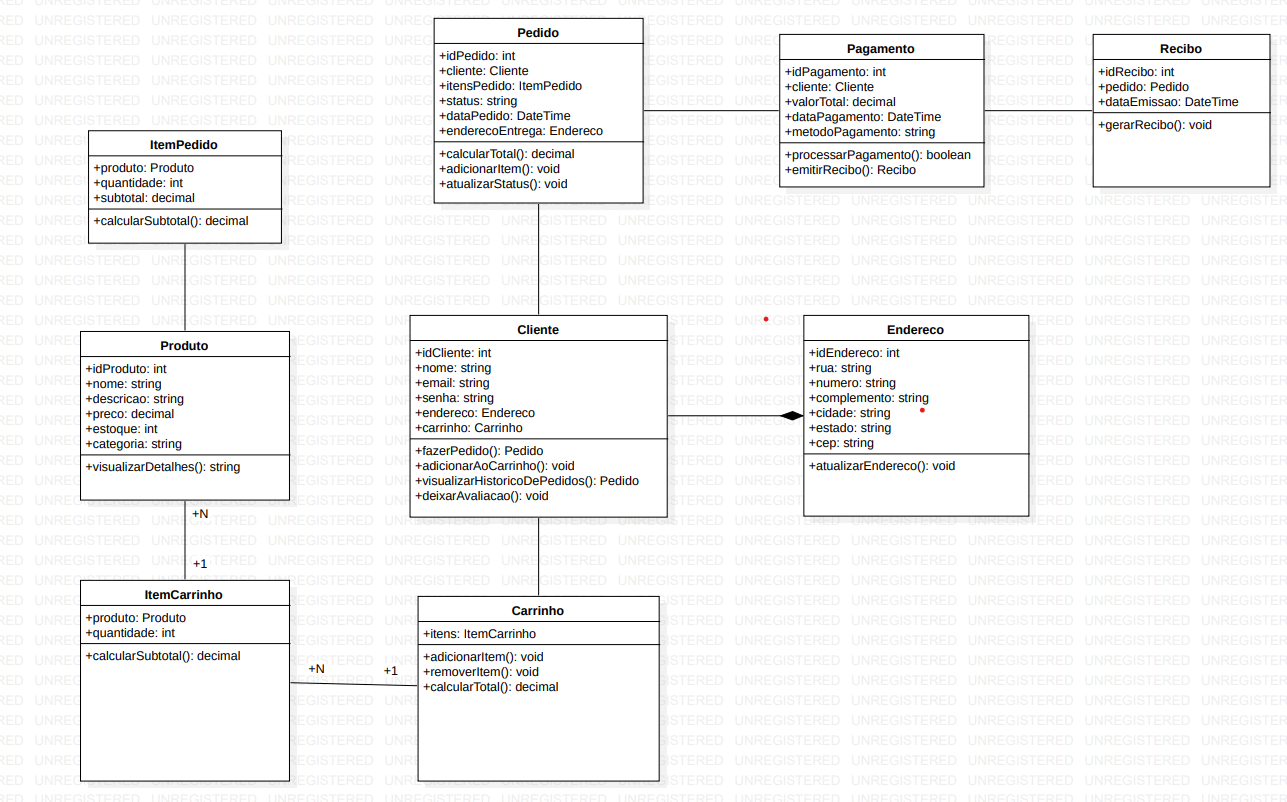 Pedido
+idPedido: int
+cliente: Cliente
+itensPedido: ItemPedido
+status: string
+dataPedido: DateTime
+enderecoEntrega: Endereco
+calcularTotal(): decimal
+adicionarItem(): void
+atualizarStatus(): void
Pagamento
+idPagamento: int
+cliente: Cliente
+valorTotal: decimal
+dataPagamento: DateTime
+metodoPagamento: string
+processarPagamento(): boolean
+emitirRecibo(): Recibo
Recibo
+idRecibo: int
+pedido: Pedido
+dataEmissao: DateTime
+gerarRecibo(): void
ItemPedido
+produto: Produto
+quantidade: int
+subtotal: decimal
+calcularSubtotal(): decimal
Produto
+idProduto: int
+nome: string
+descricao: string
+preco: decimal
+estoque: int
+categoria: string
+visualizarDetalhes(): string
Cliente
+idCliente: int
+nome: string
+email: string
+senha: string
+endereco: Endereco
+carrinho: Carrinho
+fazerPedido(): Pedido
+adicionarAoCarrinho(): void
+visualizarHistoricoDePedidos(): Pedido
+deixarAvaliacao(): void
Endereco
+idEndereco: int
+rua: string
+numero: string
+complemento: string
+cidade: string
+estado: string
+cep: string
+atualizarEndereco(): void
+N
+1
ItemCarrinho
+produto: Produto
+quantidade: int
+calcularSubtotal(): decimal
+N
+1
Carrinho
+itens: ItemCarrinho
+adicionarItem(): void
+removerItem(): void
+calcularTotal(): decimal
UNREGISTERED